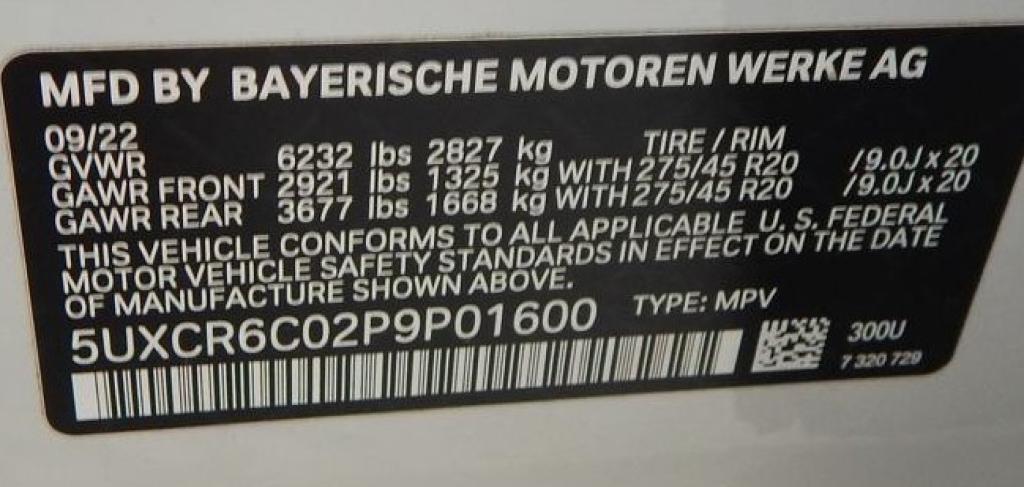 MFD BY BAYERISCHE MOTOREN WERKE AG
09/22 TIRE / RIM
GVWR 6232 lbs 2827 kg
GAWR FRONT 2921 lbs 1325 kg WITH 275/45 R20 /9.0J x 20
GAWR REAR 3677 lbs 1668 kg WITH 275/45 R20 /9.0J x 20
THIS VEHICLE CONFORMS TO ALL APPLICABLE U. S. FEDERAL
MOTOR VEHICLE SAFETY STANDARDS IN EFFECT ON THE DATE
OF MANUFACTURE SHOWN ABOVE.
5UXCR6C02P9P01600 TYPE: MPV
300U
7 320 729